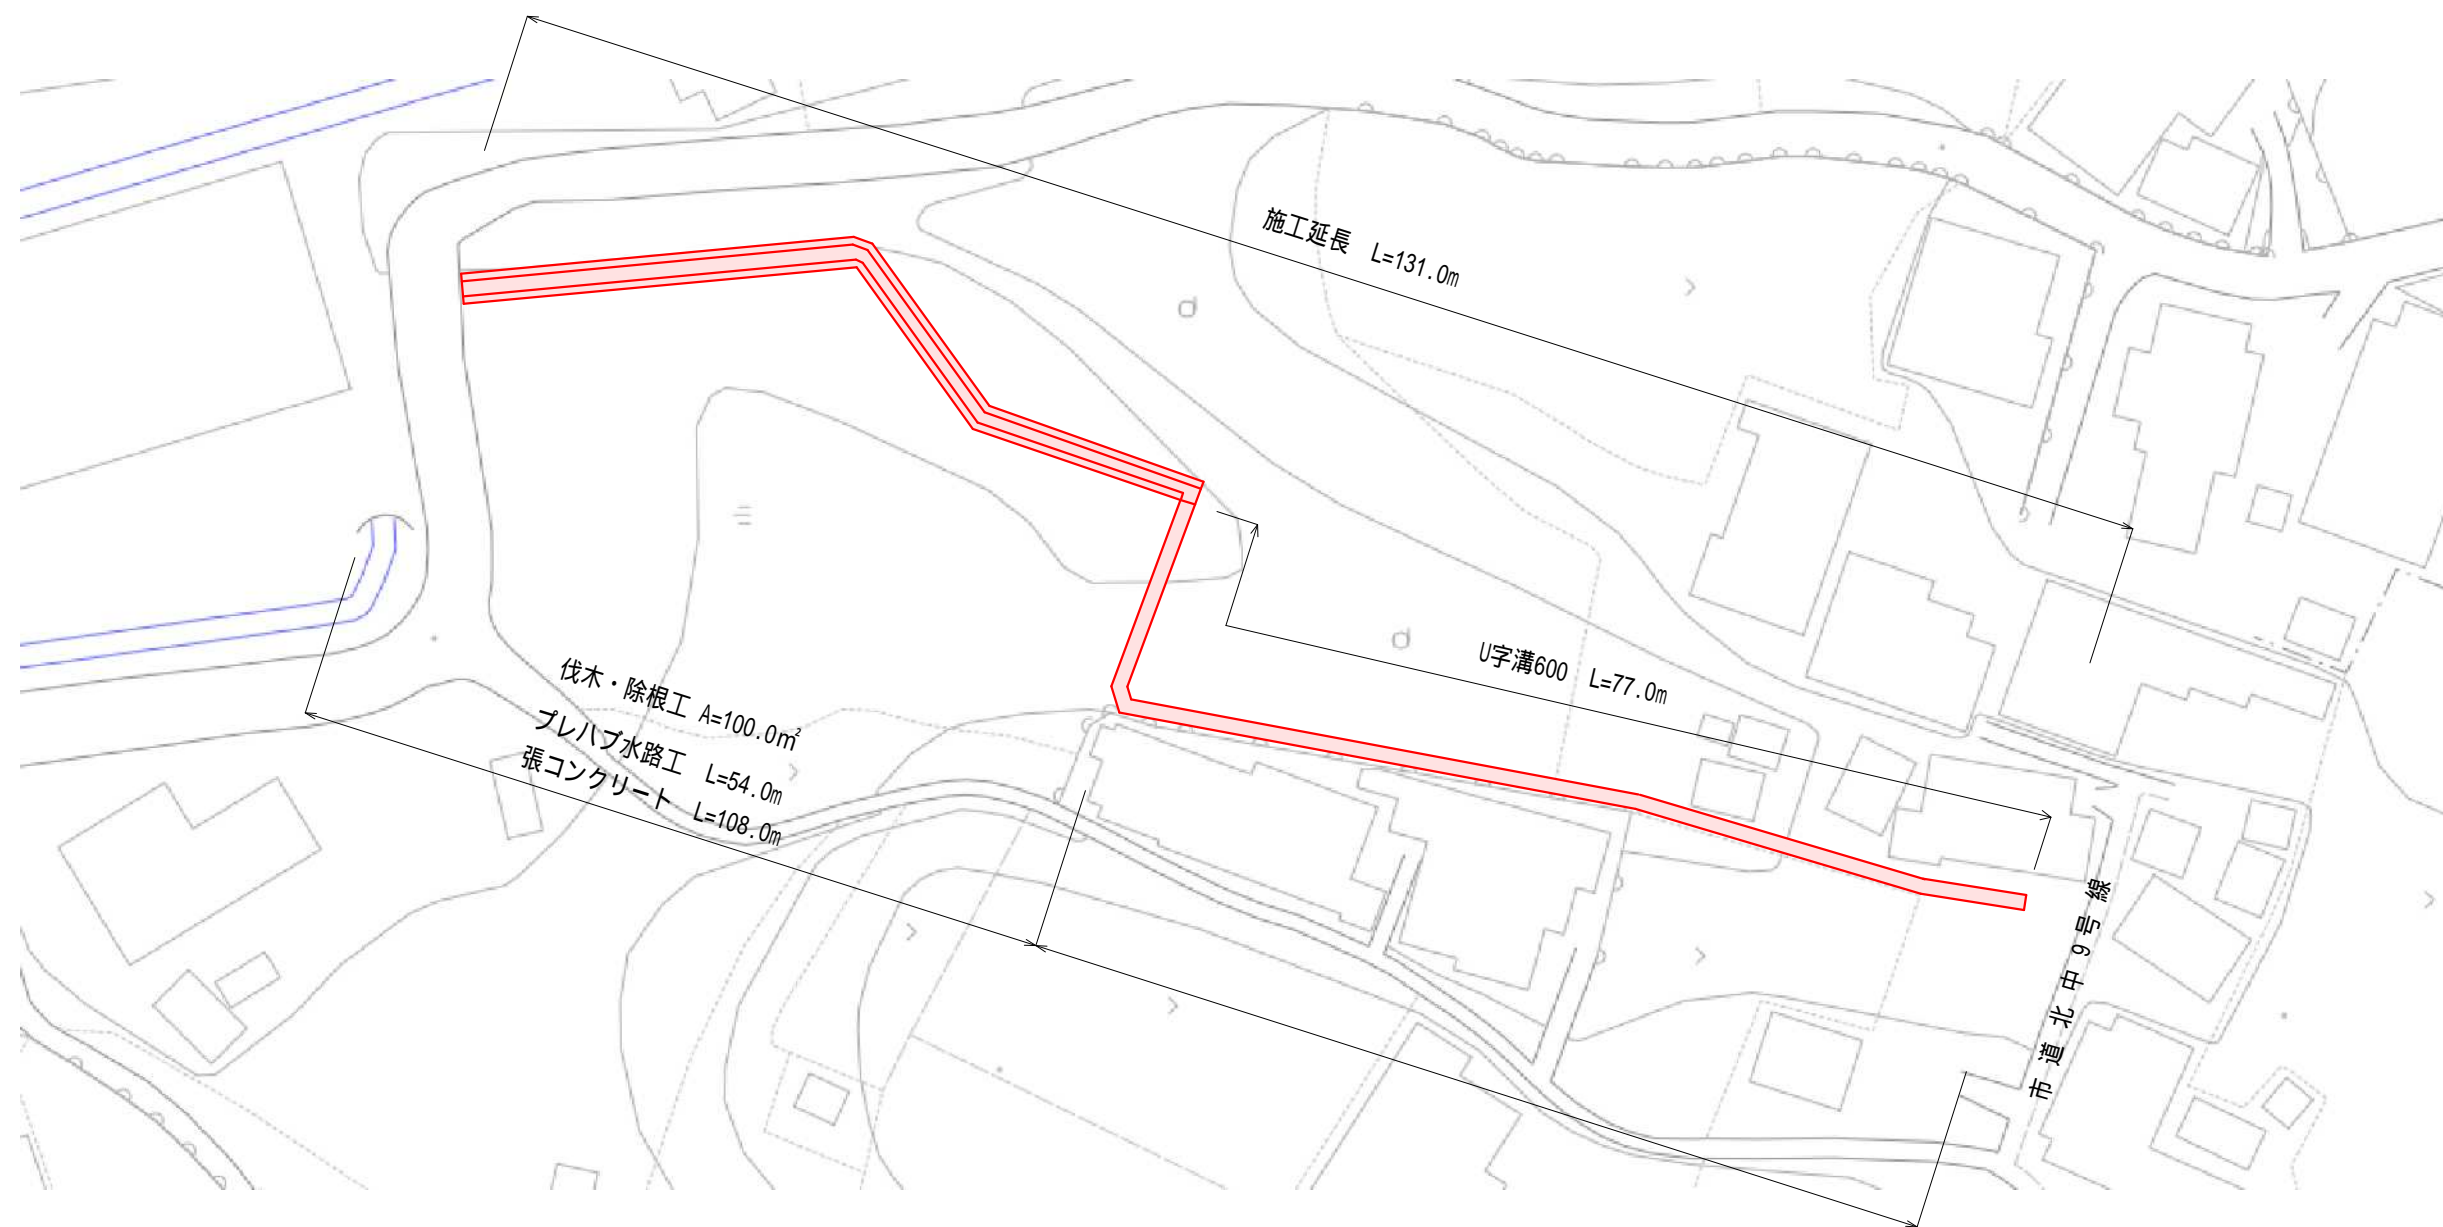 施工延長 L=131.0m
U字溝600 L=77.0m
伐木・除根工 A=100.0㎡
プレハブ水路工 L=54.0m
張コンクリート L=108.0m
市道北中9号線